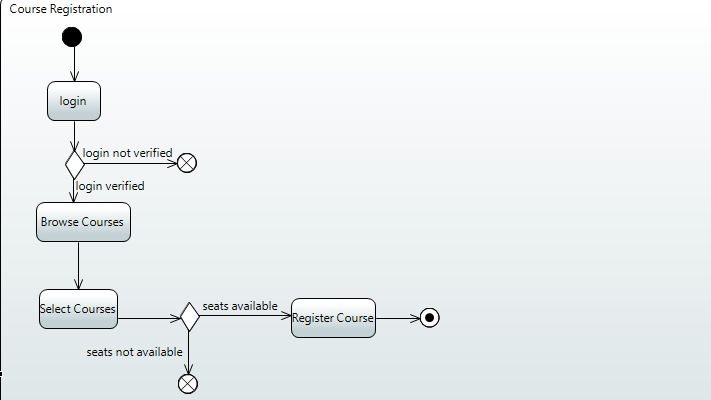 Course Registration
login
login not verified
login verified
Browse Courses
Select Courses
seats available
Register Course
seats not available